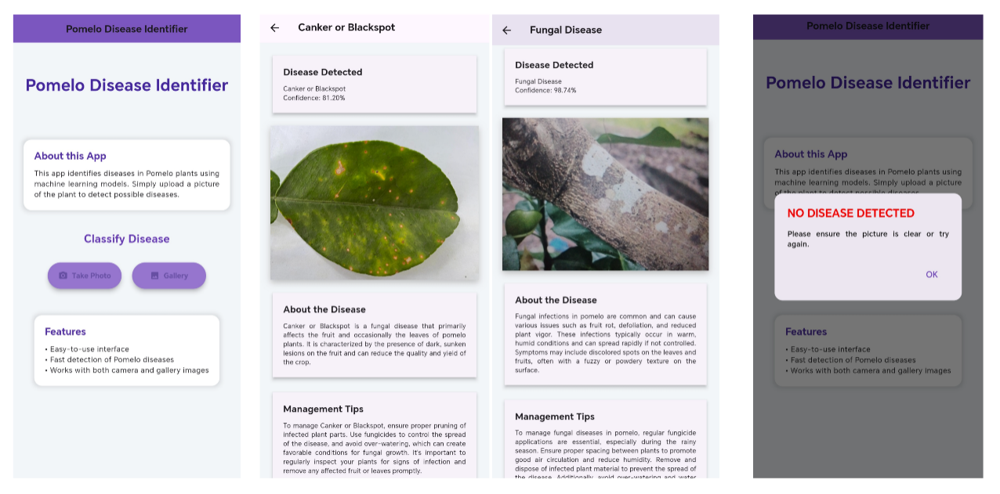 Pomelo Disease Identifier
Pomelo Disease Identifier
About this App
This app identifies diseases in Pomelo plants using
machine learning models. Simply upload a picture
of the plant to detect possible diseases.
Classify Disease
Take Photo
Gallery
Features
• Easy-to-use interface
• Fast detection of Pomelo diseases
• Works with both camera and gallery images
Canker or Blackspot
Disease Detected
Canker or Blackspot
Confidence: 81.20%
About the Disease
Canker or Blackspot is a fungal disease that primarily
affects the fruit and occasionally the leaves of pomelo
plants. It is characterized by the presence of dark, sunken
lesions on the fruit and can reduce the quality and yield of
the crop.
Management Tips
To manage Canker or Blackspot, ensure proper pruning of
infected plant parts. Use fungicides to control the spread
of the disease, and avoid over-watering, which can create
favorable conditions for fungal growth. It's important to
regularly inspect your plants for signs of infection and
remove any affected fruit or leaves promptly.
Fungal Disease
Disease Detected
Fungal Disease
Confidence: 98.74%
About the Disease
Fungal infections in pomelo are common and can cause
various issues such as fruit rot, defoliation, and reduced
plant vigor. These infections typically occur in warm,
humid conditions and can spread rapidly if not controlled.
Symptoms may include discolored spots on the leaves and
fruits, often with a fuzzy or powdery texture on the
surface.
Management Tips
To manage fungal diseases in pomelo, regular fungicide
applications are essential, especially during the rainy
season. Ensure proper spacing between plants to promote
good air circulation and reduce humidity. Remove and
dispose of infected plant material to prevent the spread of
the disease. Additionally, avoid over-watering and water
Pomelo Disease Identifier
Pomelo Disease Identifier
About this App
This app identifies diseases in Pomelo plants using
machine learning models. Simply upload a picture
of the plant to detect possible diseases.
NO DISEASE DETECTED
Please ensure the picture is clear or try
again.
OK
Features
• Easy-to-use interface
• Fast detection of Pomelo diseases
• Works with both camera and gallery images